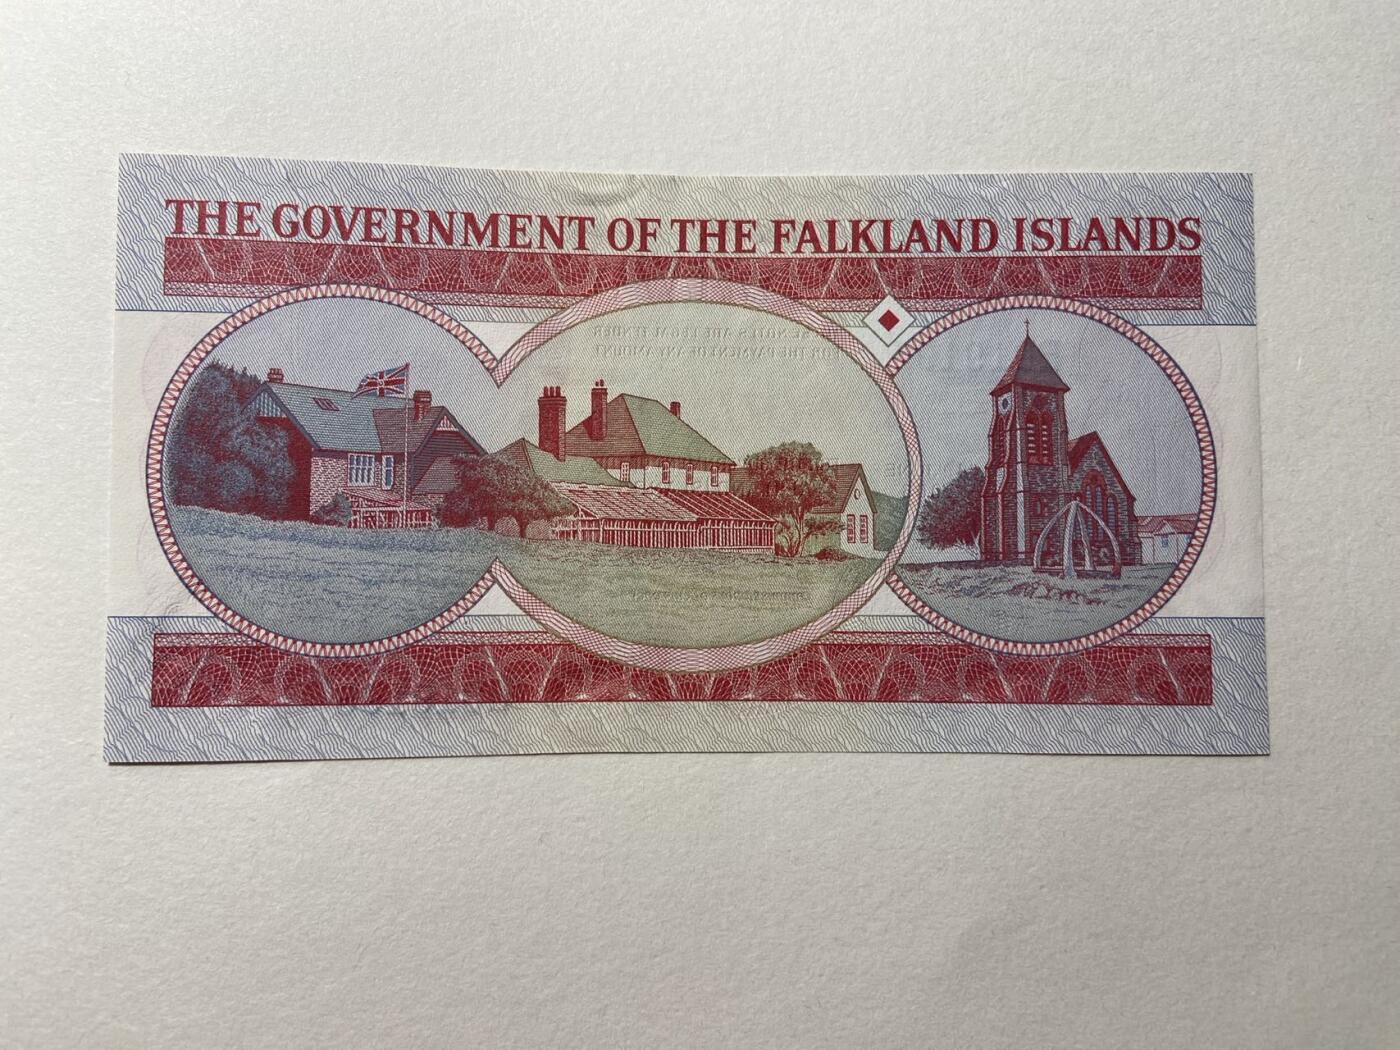 THE GOVERNMENT OF THE FALKLAND ISLANDS